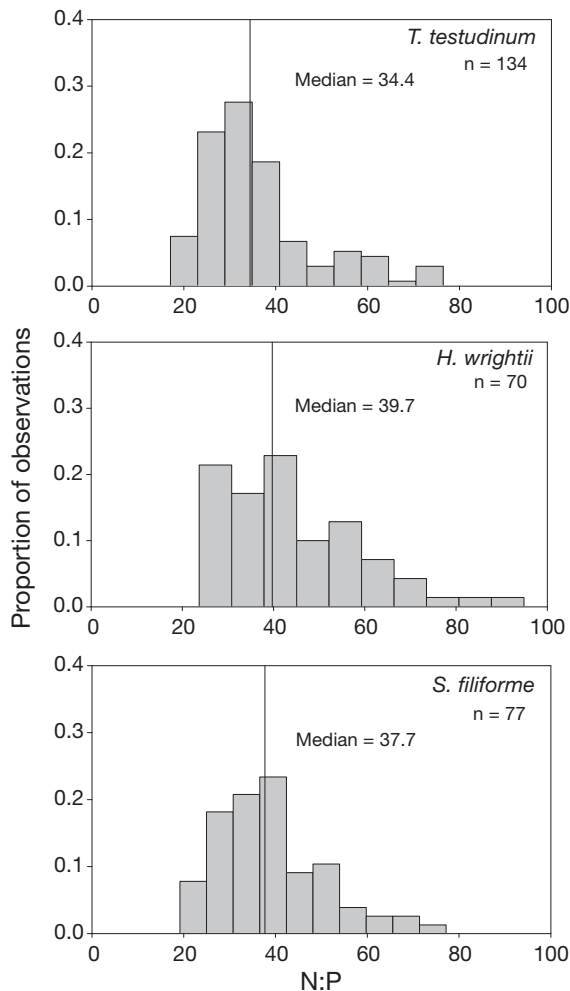 Proportion of observations
0.4
0.3
0.2
0.1
0.0
T. testudinum
n = 134
Median = 34.4
0 20 40 60 80 100
0.4
0.3
0.2
0.1
0.0
H. wrightii
n = 70
Median = 39.7
0 20 40 60 80 100
0.4
0.3
0.2
0.1
0.0
S. filiforme
n = 77
Median = 37.7
0 20 40 60 80 100
N:P